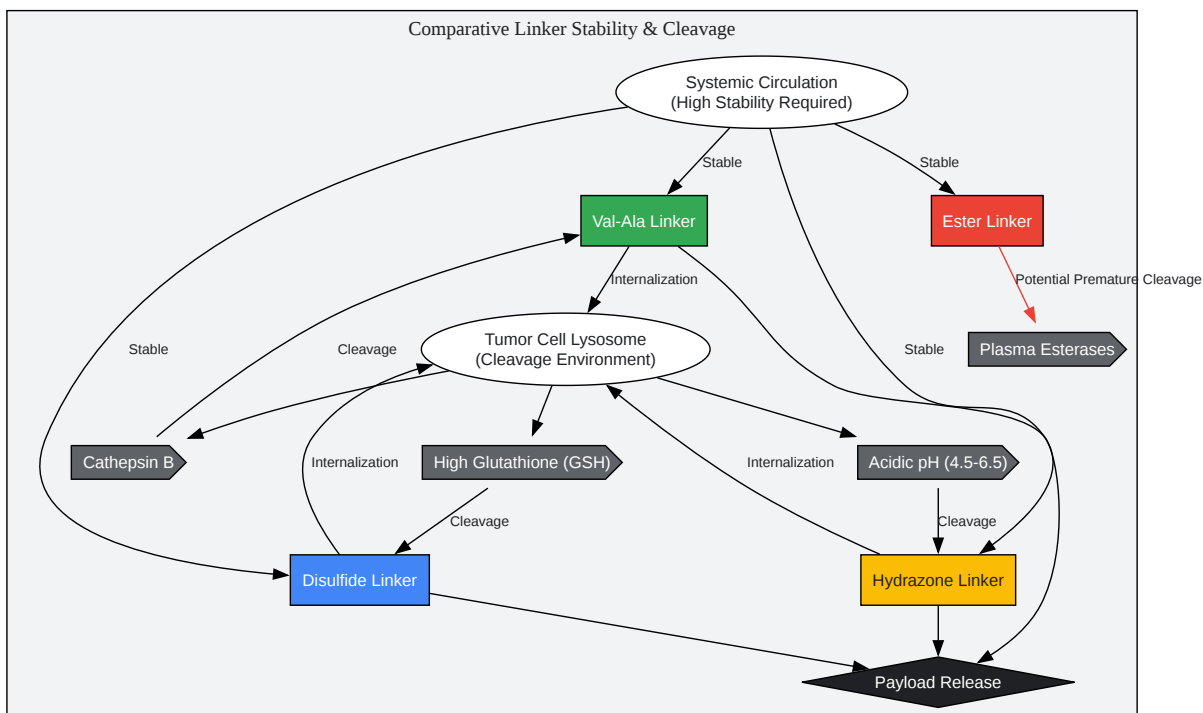 Comparative Linker Stability & Cleavage
Systemic Circulation
(High Stability Required)
Stable
Stable
Val-Ala Linker
Ester Linker
Internalization
Potential Premature Cleavage
Tumor Cell Lysosome
(Cleavage Environment)
Stable
Cleavage
Stable
Plasma Esterases
Cathepsin B
Internalization
High Glutathione (GSH)
Internalization
Acidic pH (4.5-6.5)
Cleavage
Cleavage
Disulfide Linker
Hydrazone Linker
Payload Release